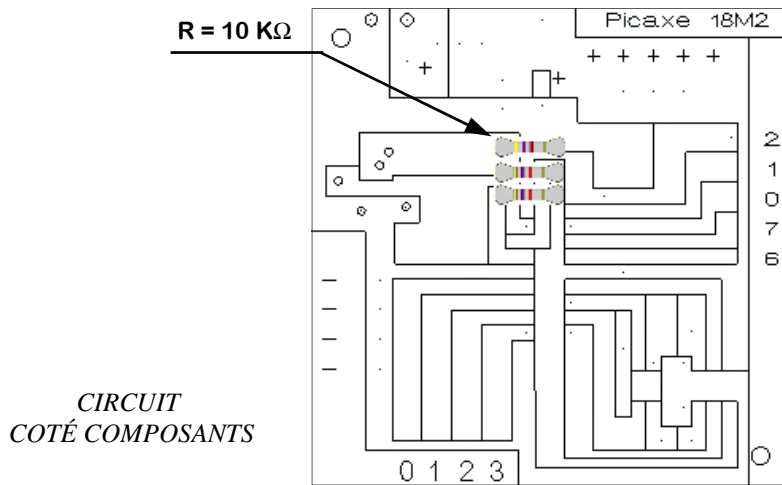 R = 10 KΩ
Picaxe 18M2
+ + + + +
+ +
2
1
0
7
6
–
–
–
–
CIRCUIT
COTÉ COMPOSANTS
0 1 2 3